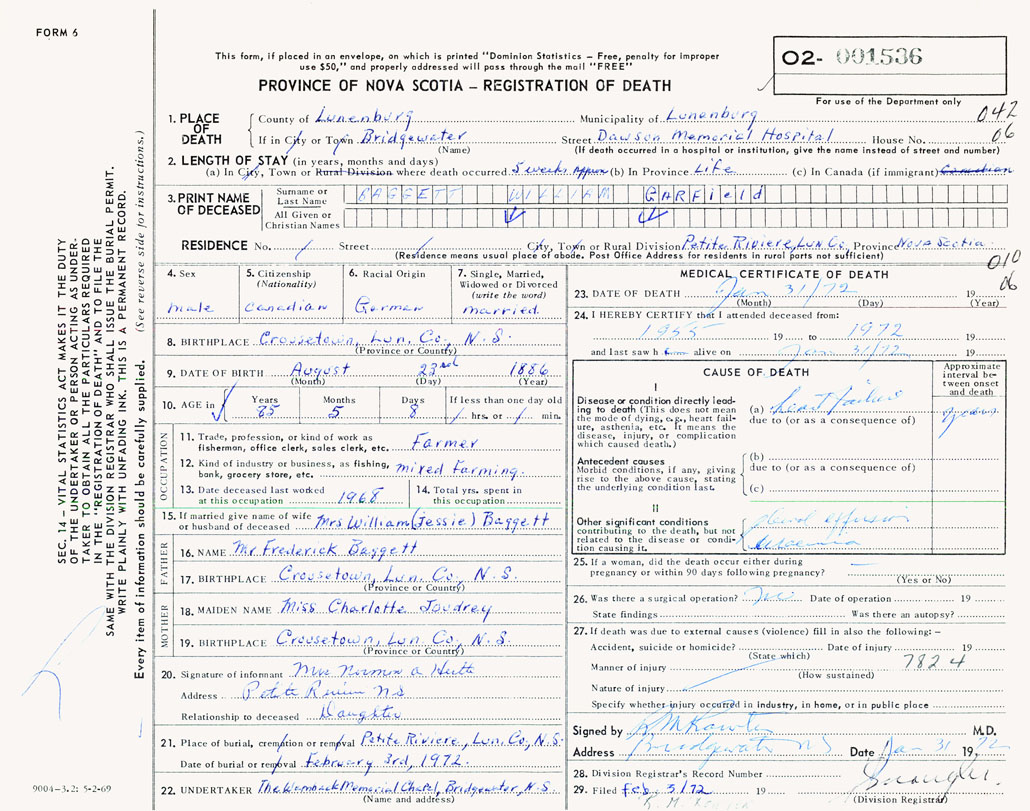 FORM 6
This form, if placed in an envelope, on which is printed "Dominion Statistics – Free, penalty for improper
use $50," and properly addressed will pass through the mail "FREE"
PROVINCE OF NOVA SCOTIA – REGISTRATION OF DEATH
O2- 001536
For use of the Department only
042
06
SEC. 14 – VITAL STATISTICS ACT MAKES IT THE DUTY
OF THE UNDERTAKER OR PERSON ACTING AS UNDER-
TAKER TO OBTAIN ALL THE PARTICULARS REQUIRED
IN THE "REGISTRATION OF DEATH" AND TO FILE THE
SAME WITH THE DIVISION REGISTRAR WHO SHALL ISSUE THE BURIAL PERMIT.
WRITE PLAINLY WITH UNFADING INK. THIS IS A PERMANENT RECORD.
Every item of information should be carefully supplied. (See reverse side for instructions.)
1. PLACE OF DEATH
County of Lunenburg Municipality of Lunenburg
If in City or Town Bridgewater Street Dawson Memorial Hospital House No.
(Name) (If death occurred in a hospital or institution, give the name instead of street and number)
2. LENGTH OF STAY (in years, months and days)
(a) In City, Town or Rural Division where death occurred 5 weeks approx (b) In Province Life (c) In Canada (if immigrant) Canadian
3. PRINT NAME OF DECEASED
Surname or Last Name BAGGETT WILLIAM GARField
All Given or Christian Names
RESIDENCE No. / Street / City, Town or Rural Division Petite Riviere, Lun Co, Province Nova Scotia.
(Residence means usual place of abode. Post Office Address for residents in rural parts not sufficient)
010
06
4. Sex male
5. Citizenship (Nationality) Canadian
6. Racial Origin German
7. Single, Married, Widowed or Divorced (write the word) married
8. BIRTHPLACE Crousetown, Lun. Co., N.S.
(Province or Country)
9. DATE OF BIRTH August 23rd 1886
(Month) (Day) (Year)
10. AGE in Years 85 Months 5 Days 8 If less than one day old / hrs. or / min.
OCCUPATION
11. Trade, profession, or kind of work as fisherman, office clerk, sales clerk, etc. Farmer
12. Kind of industry or business, as fishing, bank, grocery store, etc. mixed Farming.
13. Date deceased last worked at this occupation 1968
14. Total yrs. spent in this occupation
15. If married give name of wife or husband of deceased Mrs William (Jessie) Baggett
FATHER
16. NAME Mr Frederick Baggett
17. BIRTHPLACE Crousetown, Lun. Co, N.S.
(Province or Country)
MOTHER
18. MAIDEN NAME Miss Charlotte Joudrey
19. BIRTHPLACE Crousetown, Lun. Co, N.S.
(Province or Country)
20. Signature of informant Mrs Norman A
Address Petite Riviere NS
Relationship to deceased Daughter
21. Place of burial, cremation or removal Petite Riviere, Lun. Co, N.S.
Date of burial or removal February 3rd, 1972.
22. UNDERTAKER The Memorial Chapel, Bridgewater, N.S.
(Name and address)
9004-3.2: 5-2-69
MEDICAL CERTIFICATE OF DEATH
23. DATE OF DEATH Jan 31/72 19
(Month) (Day) (Year)
24. I HEREBY CERTIFY that I attended deceased from:
1955 19 to 1972 19
and last saw him alive on Jan 31/72 19
CAUSE OF DEATH
Approximate interval between onset and death
I
Disease or condition directly leading to death (This does not mean the mode of dying, e.g., heart failure, asthenia, etc. It means the disease, injury, or complication which caused death.)
(a) heart failure years
due to (or as a consequence of)
Antecedent causes
Morbid conditions, if any, giving rise to the above cause, stating the underlying condition last.
(b)
due to (or as a consequence of)
(c)
II
Other significant conditions contributing to the death, but not related to the disease or condition causing it.
pleural effusion
25. If a woman, did the death occur either during pregnancy or within 90 days following pregnancy? —
(Yes or No)
26. Was there a surgical operation? Date of operation 19
State findings Was there an autopsy?
27. If death was due to external causes (violence) fill in also the following: –
Accident, suicide or homicide? Date of injury 19
(State which)
7824
Manner of injury
(How sustained)
Nature of injury
Specify whether injury occurred in industry, in home, or in public place
Signed by M.D.
Address Bridgewater NS Date Jan 31 1972
28. Division Registrar's Record Number
29. Filed Feb 3/72 19
(Division Registrar)